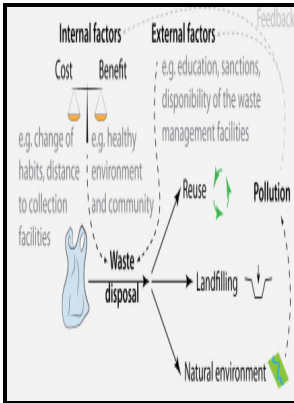 Feedback
Internal factors
External factors
Cost
Benefit
e.g. education, sanctions,
disponibility of the waste
management facilities
e.g. change of
habits, distance
to collection
facilities
e.g. healthy
environment
and community
Reuse
Pollution
Waste
disposal
Landfilling
Natural environment